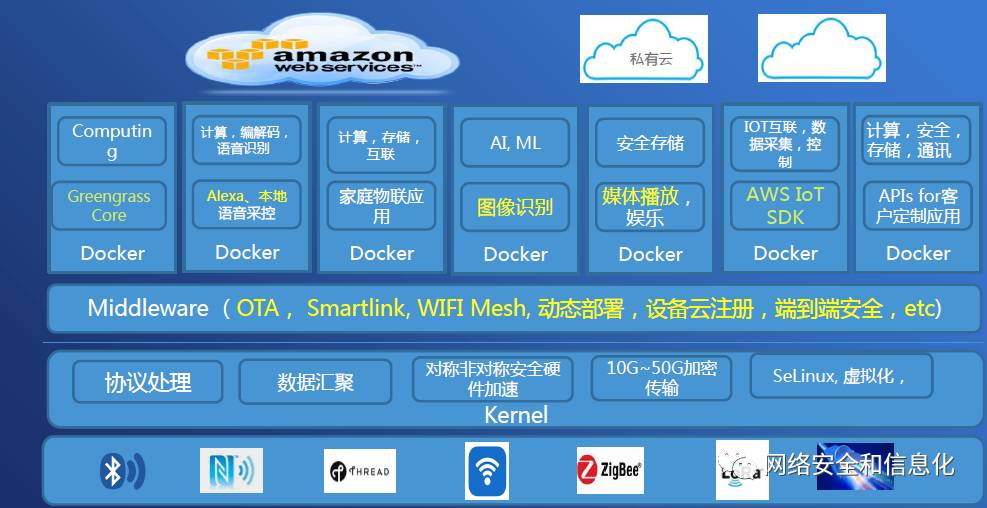 amazon
web services™
私有云
Computin
g
计算，编解码，
语音识别
计算，存储，
互联
AI, ML
安全存储
IOT互联，数
据采集，控
制
计算，安全，
存储，通讯
Greengrass
Core
Alexa、本地
语音采控
家庭物联应
用
图像识别
媒体播放，
娱乐
AWS IoT
SDK
APIs for客
户定制应用
Docker
Docker
Docker
Docker
Docker
Docker
Docker
Middleware（OTA， Smartlink, WIFI Mesh, 动态部署，设备云注册，端到端安全，etc)
协议处理
数据汇聚
对称非对称安全硬
件加速
10G~50G加密
传输
SeLinux, 虚拟化，
Kernel
THREAD
ZigBee®
网络安全和信息化